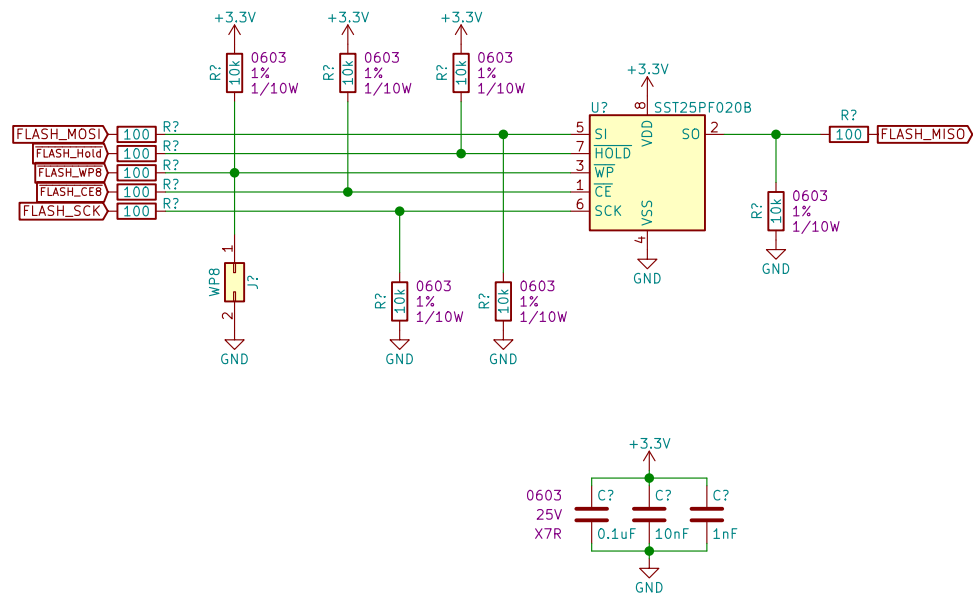 +3.3V
+3.3V
+3.3V
R?
10k
0603
1%
1/10W
R?
10k
0603
1%
1/10W
R?
10k
0603
1%
1/10W
+3.3V
U?
8
SST25PF020B
FLASH_MOSI
100
R?
FLASH_Hold
100
R?
FLASH_WP8
100
R?
FLASH_CE8
100
R?
FLASH_SCK
100
R?
5
SI
7
HOLD
3
WP
1
CE
6
SCK
VDD
VSS
SO
2
4
GND
R?
100
FLASH_MISO
R?
10k
0603
1%
1/10W
GND
1
WP8
J?
2
GND
R?
10k
0603
1%
1/10W
GND
R?
10k
0603
1%
1/10W
GND
+3.3V
0603
25V
X7R
C?
0.1uF
C?
10nF
C?
1nF
GND